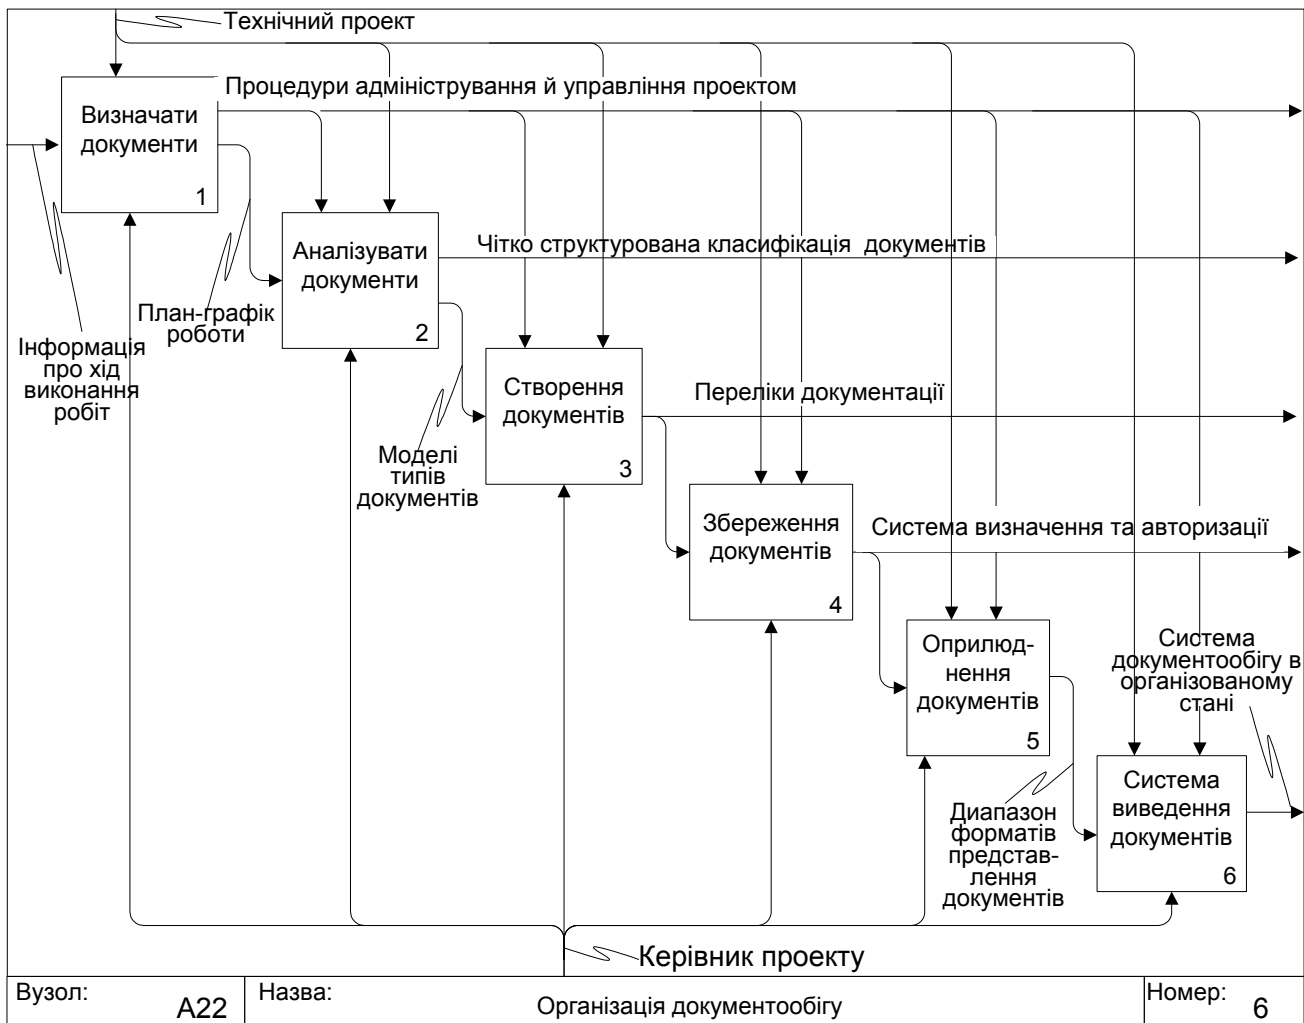 Технічний проект
Процедури адміністрування й управління проектом
Визначати
документи
1
Чітко структурована класифікація документів
Аналізувати
документи
2
План-графік
роботи
Інформація
про хід
виконання
робіт
Створення
документів
3
Переліки документації
Моделі
типів
документів
Збереження
документів
4
Система визначення та авторизації
Оприлюд-
нення
документів
5
Система
документообігу в
організованому
стані
Система
виведення
документів
6
Диапазон
форматів
представ-
лення
документів
Керівник проекту
Вузол:
А22
Назва:
Організація документообігу
Номер:
6